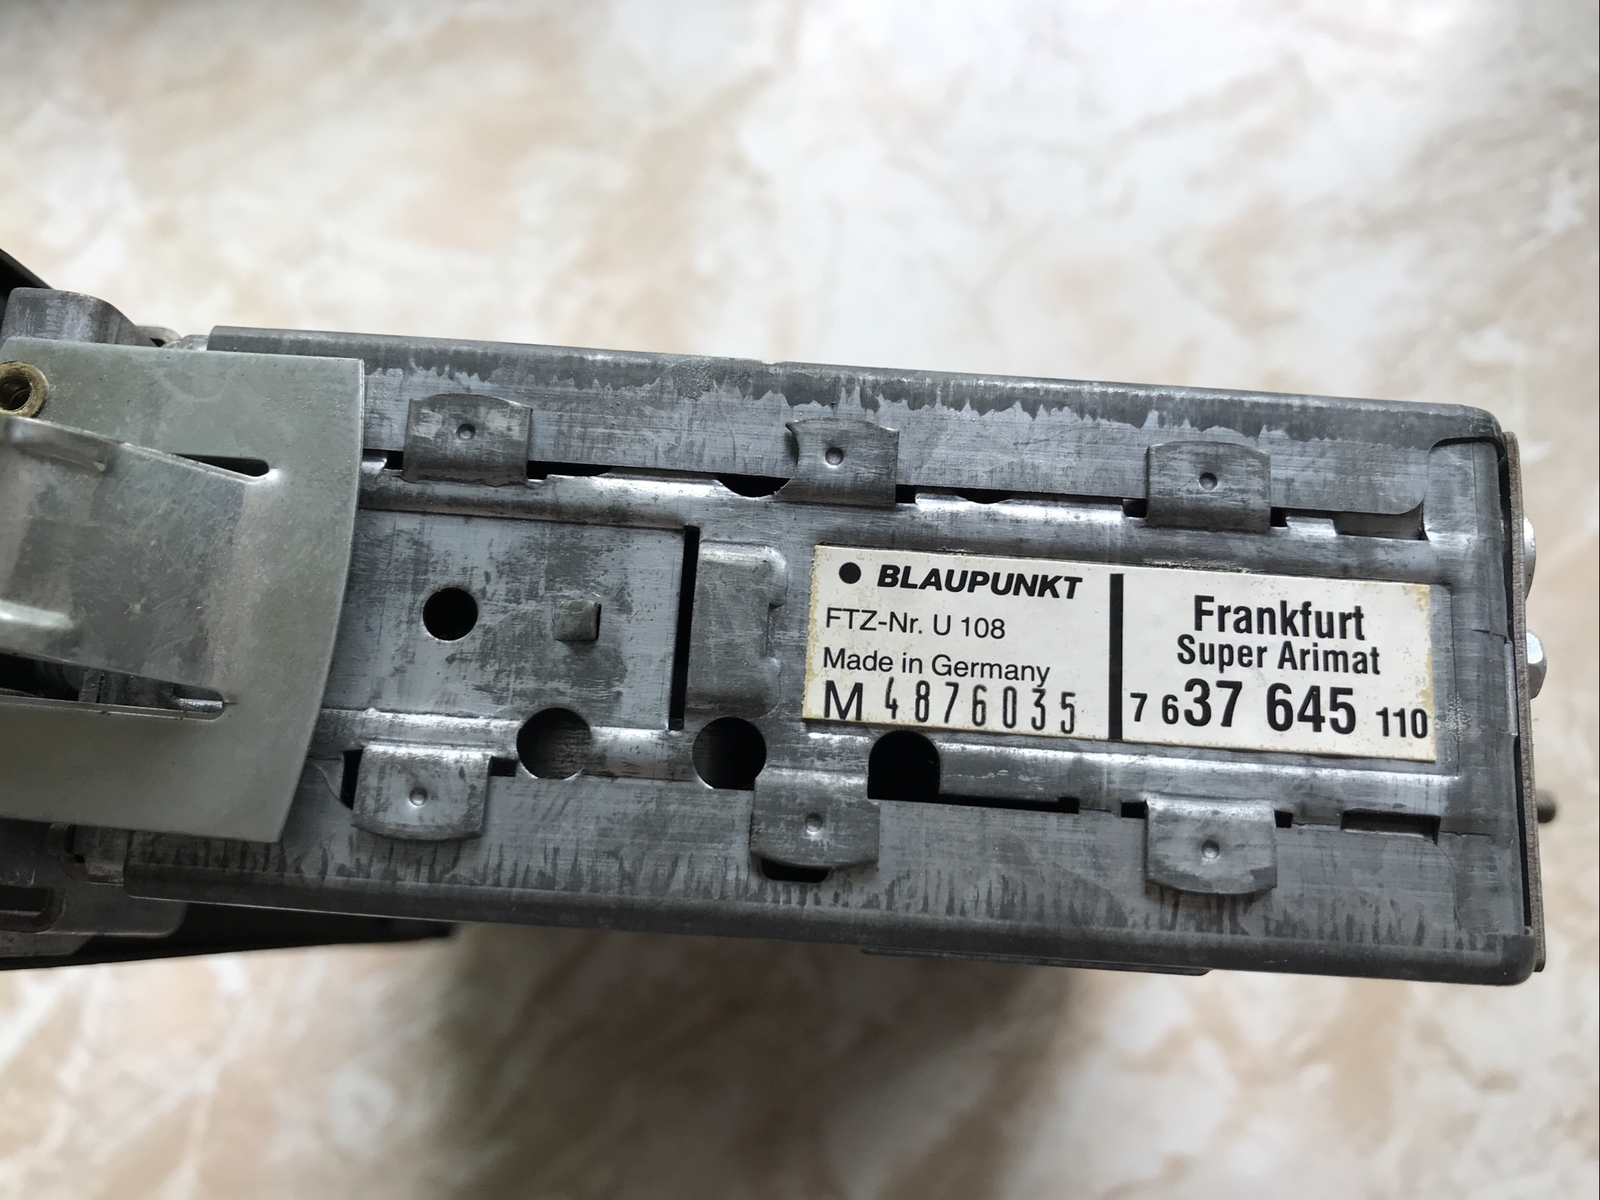 BLAUPUNKT
FTZ-Nr. U 108
Made in Germany
M 4876035
Frankfurt
Super Arimat
7 637 645 110